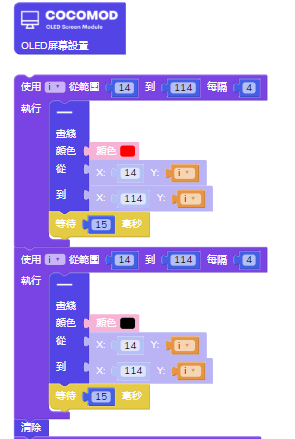 COCOMOD
OLED Screen Module
OLED屏幕設置
使用 i 從範圍 14 到 114 每隔 4
執行
畫綫
顏色 顏色
從 X: 14 Y: i
到 X: 114 Y: i
等待 15 毫秒
使用 i 從範圍 14 到 114 每隔 4
執行
畫綫
顏色 顏色
從 X: 14 Y: i
到 X: 114 Y: i
等待 15 毫秒
清除